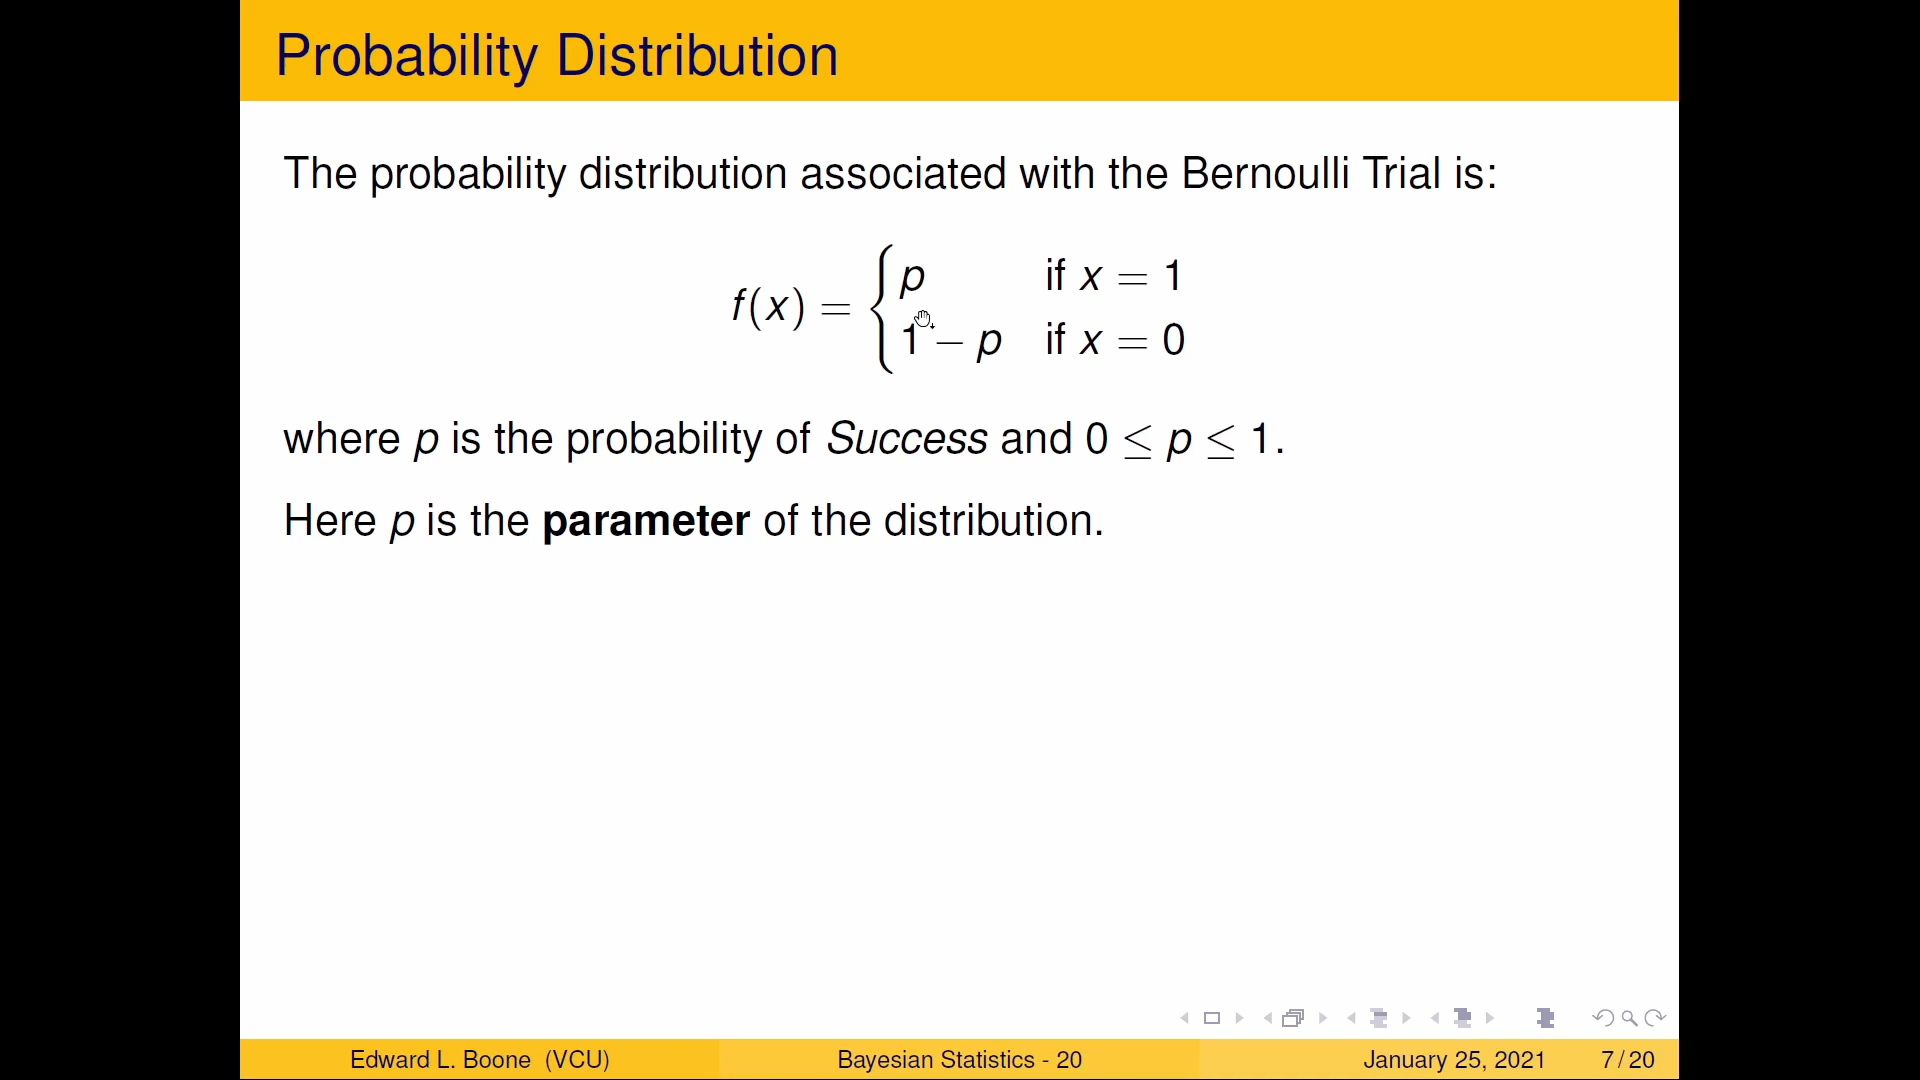 Probability Distribution
The probability distribution associated with the Bernoulli Trial is:
f(x) = { p if x = 1
1 − p if x = 0
where p is the probability of Success and 0 ≤ p ≤ 1.
Here p is the parameter of the distribution.
Edward L. Boone (VCU) Bayesian Statistics - 20 January 25, 2021 7 / 20